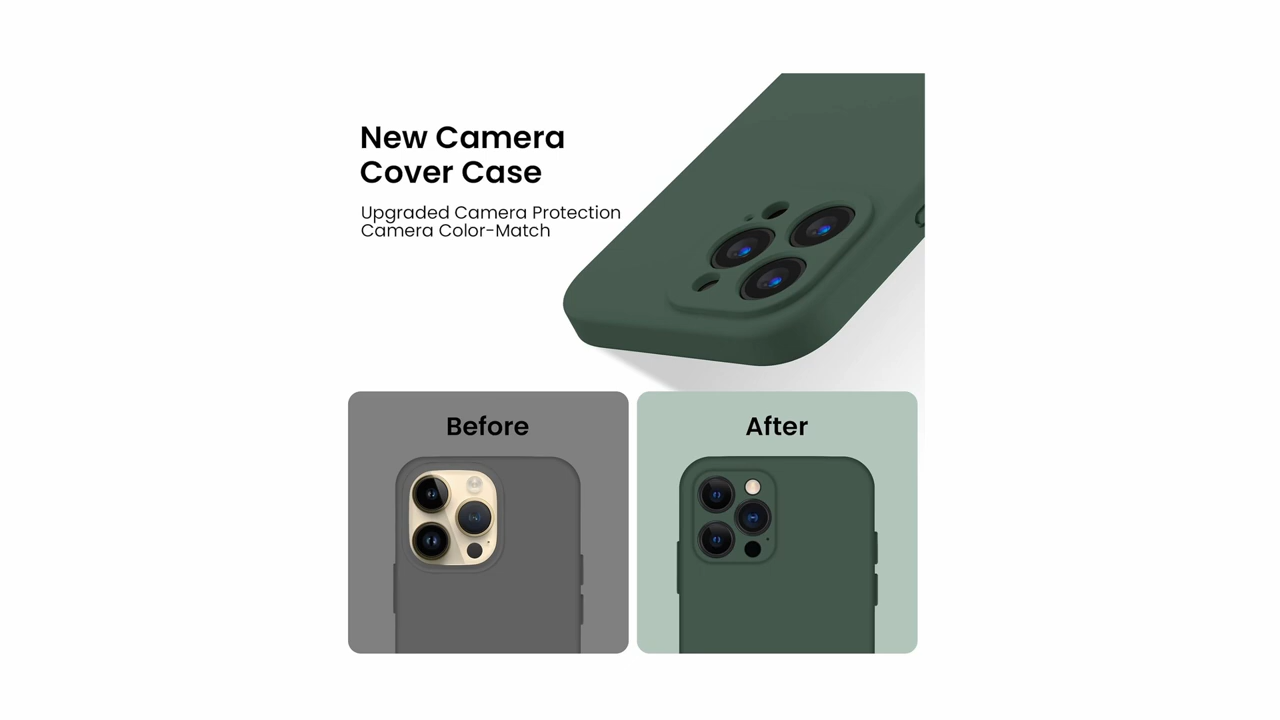 New Camera
Cover Case
Upgraded Camera Protection
Camera Color-Match
Before
After